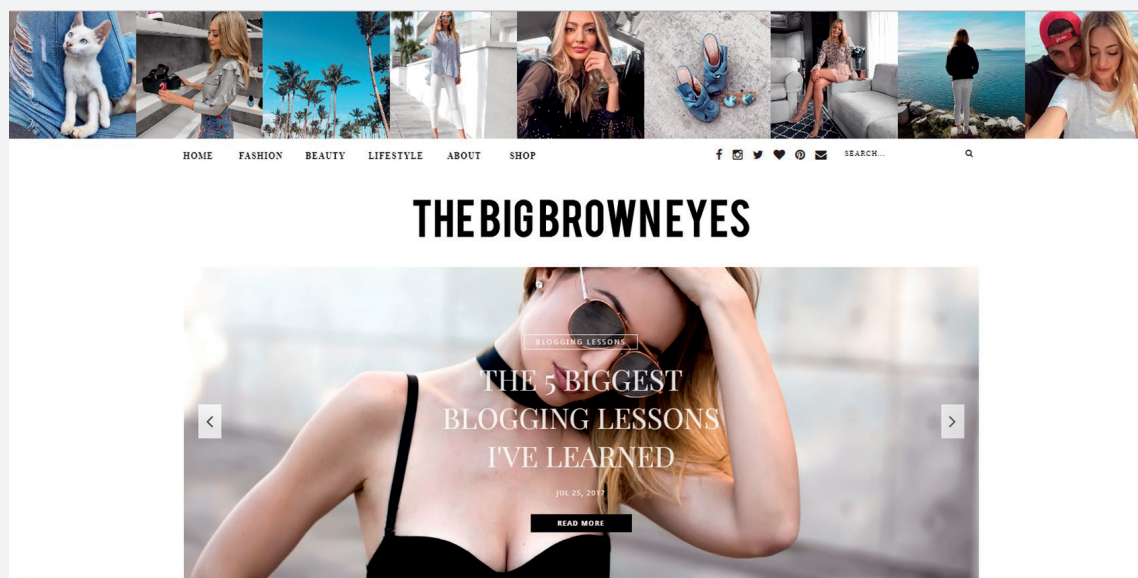 HOME FASHION BEAUTY LIFESTYLE ABOUT SHOP SEARCH...
THEBIGBROWNEYES
BLOGGING LESSONS
THE 5 BIGGEST
BLOGGING LESSONS
I'VE LEARNED
JUL 25, 2017
READ MORE